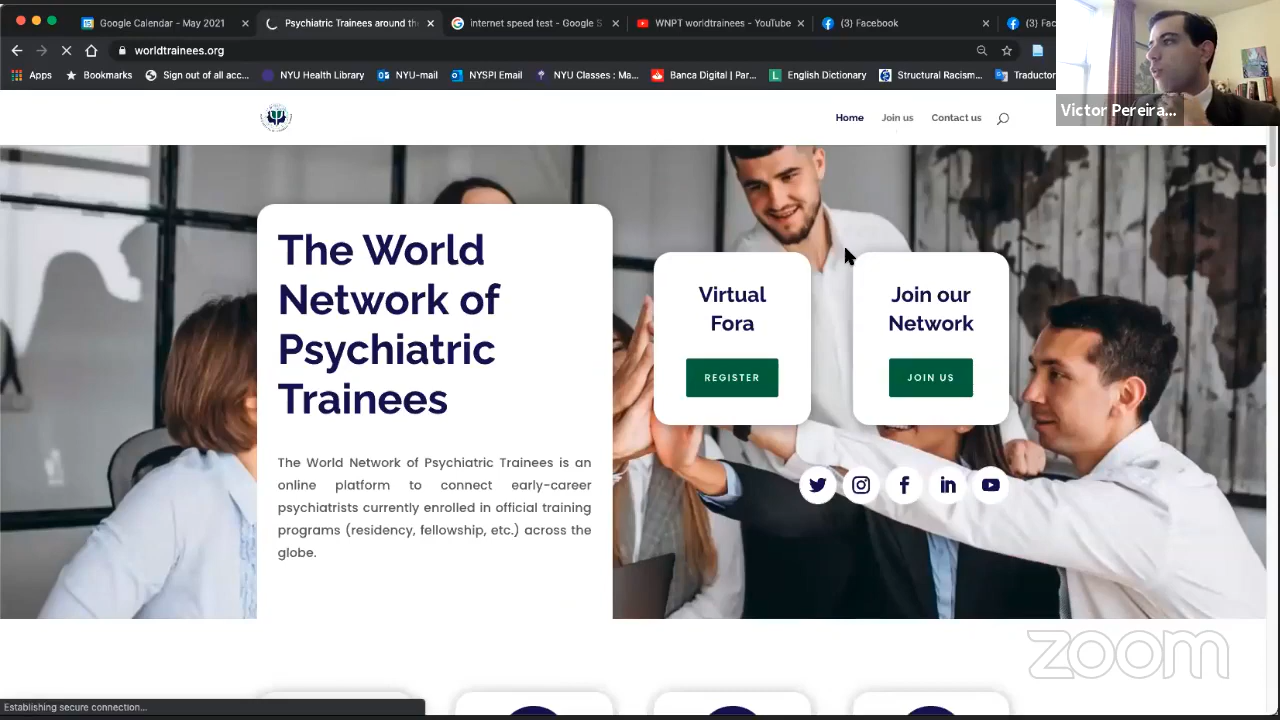 Google Calendar - May 2021
Psychiatric Trainees around the
internet speed test - Google S
WNPT worldtrainees - YouTube
(3) Facebook
(3) Fac
worldtrainees.org
Apps
Bookmarks
Sign out of all acc...
NYU Health Library
NYU-mail
NYSPI Email
NYU Classes : Ma...
Banca Digital | Par...
English Dictionary
Structural Racism...
Traductor
Victor Pereira...
Home
Join us
Contact us
The World
Network of
Psychiatric
Trainees
The World Network of Psychiatric Trainees is an
online platform to connect early-career
psychiatrists currently enrolled in official training
programs (residency, fellowship, etc.) across the
globe.
Virtual
Fora
REGISTER
Join our
Network
JOIN US
zoom
Establishing secure connection...